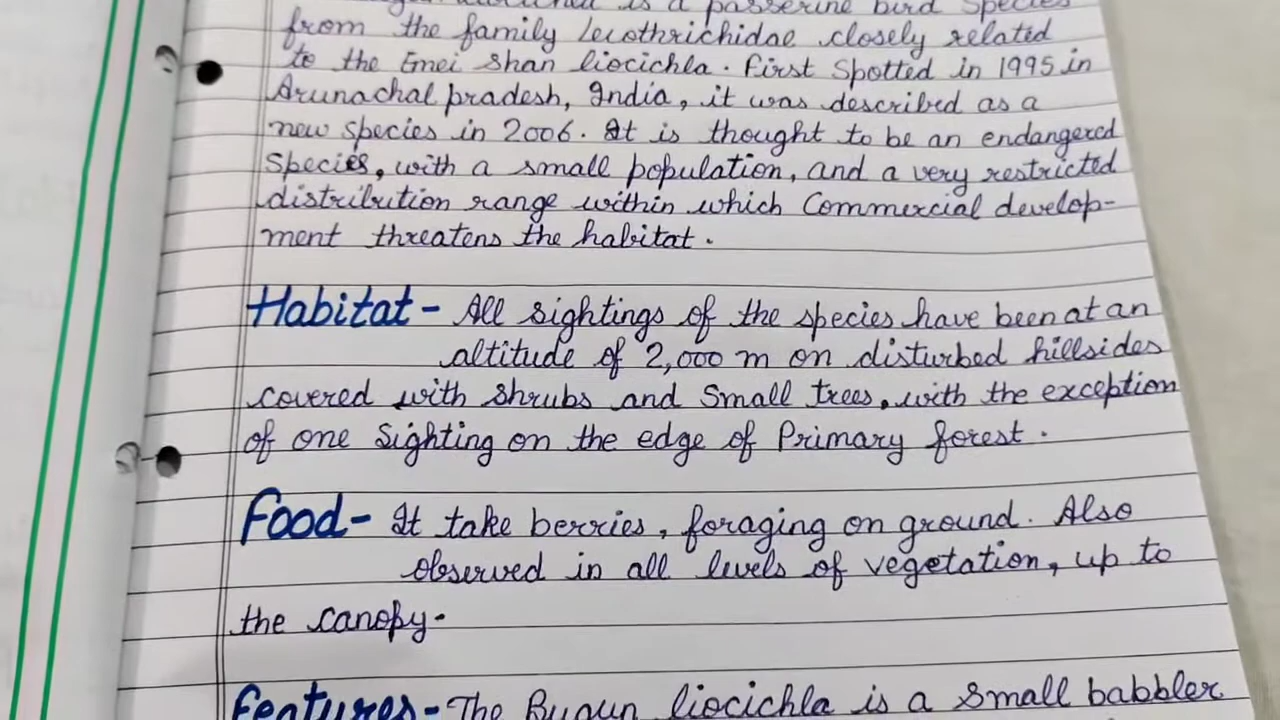 is a passerine bird species
from the family leiothrichidae closely related
to the Emei Shan liocichla. First Spotted in 1995 in
Arunachal pradesh, India, it was described as a
new species in 2006. It is thought to be an endangered
Species, with a small population, and a very restricted
distribution range within which Commercial develop-
ment threatens the habitat.
Habitat - All sightings of the species have been at an
altitude of 2,000 m on disturbed hillsides
covered with shrubs and Small trees, with the exception
of one Sighting on the edge of Primary forest.
Food - It take berries, foraging on ground. Also
observed in all levels of vegetation, up to
the canopy.
Features - The Bugun liocichla is a small babbler